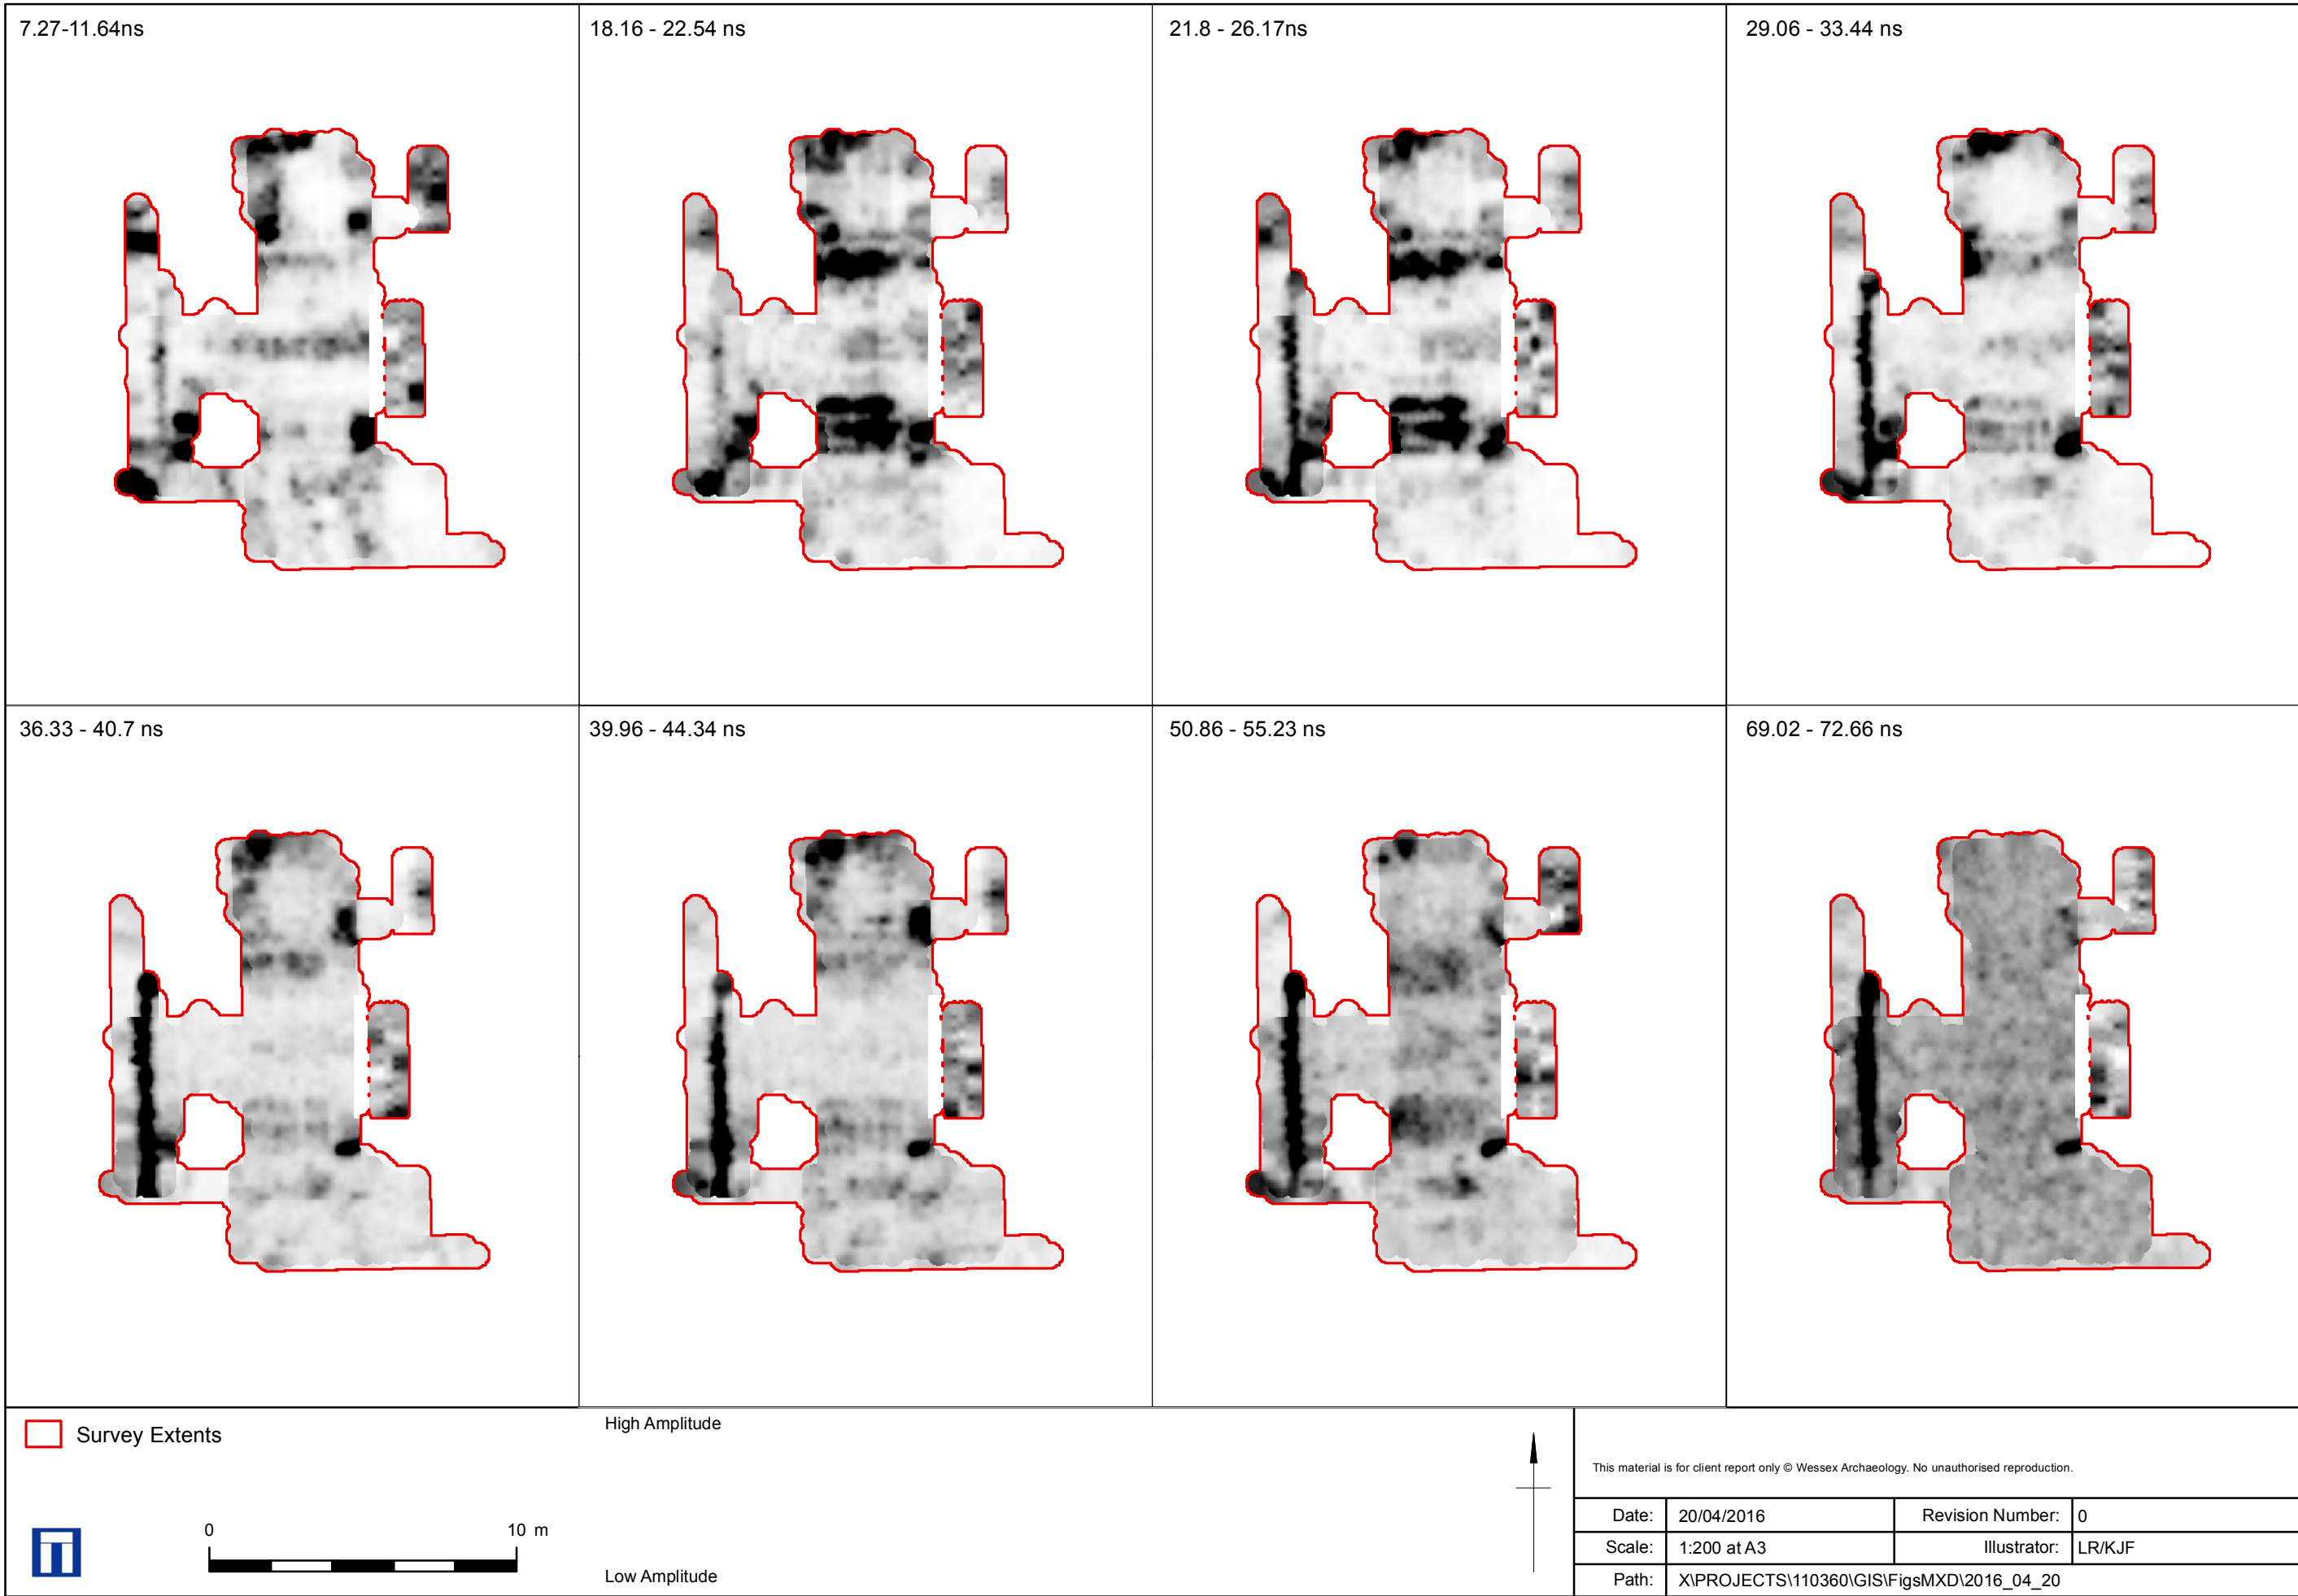 7.27-11.64ns
18.16 - 22.54 ns
21.8 - 26.17ns
29.06 - 33.44 ns
36.33 - 40.7 ns
39.96 - 44.34 ns
50.86 - 55.23 ns
69.02 - 72.66 ns
Survey Extents
0 10 m
High Amplitude
Low Amplitude
This material is for client report only © Wessex Archaeology. No unauthorised reproduction.
Date: 20/04/2016 Revision Number: 0
Scale: 1:200 at A3 Illustrator: LR/KJF
Path: X\PROJECTS\110360\GIS\FigsMXD\2016_04_20